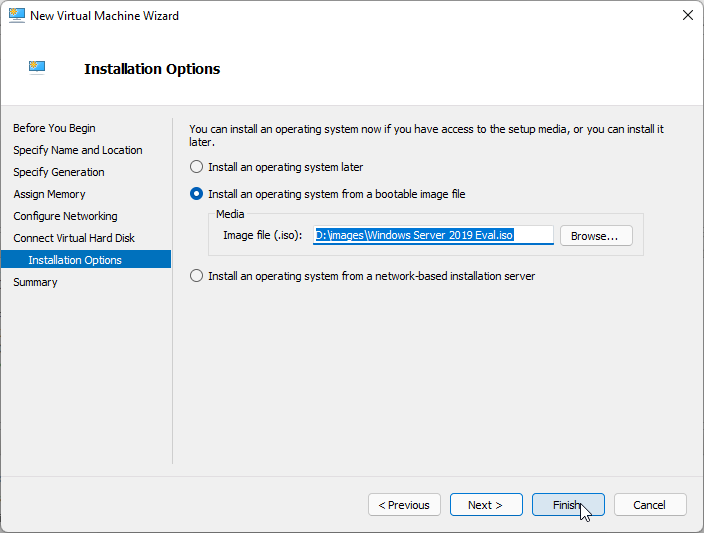 New Virtual Machine Wizard
Installation Options
Before You Begin
Specify Name and Location
Specify Generation
Assign Memory
Configure Networking
Connect Virtual Hard Disk
Installation Options
Summary
You can install an operating system now if you have access to the setup media, or you can install it
later.
Install an operating system later
Install an operating system from a bootable image file
Media
Image file (.iso): D:\images\Windows Server 2019 Eval.iso Browse...
Install an operating system from a network-based installation server
< Previous Next > Finish Cancel